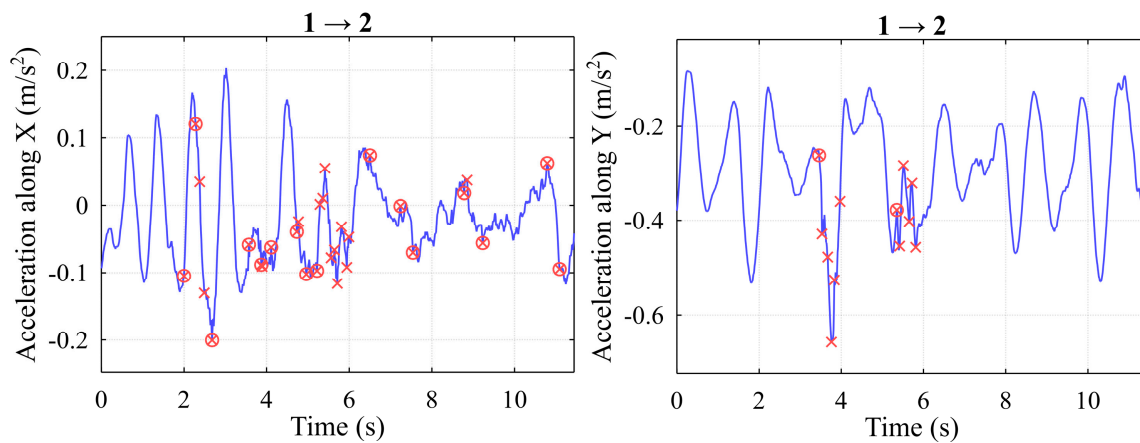 1 → 2
Acceleration along X (m/s²)
0.2
0.1
0
-0.1
-0.2
0 2 4 6 8 10
Time (s)
1 → 2
Acceleration along Y (m/s²)
-0.2
-0.4
-0.6
0 2 4 6 8 10
Time (s)